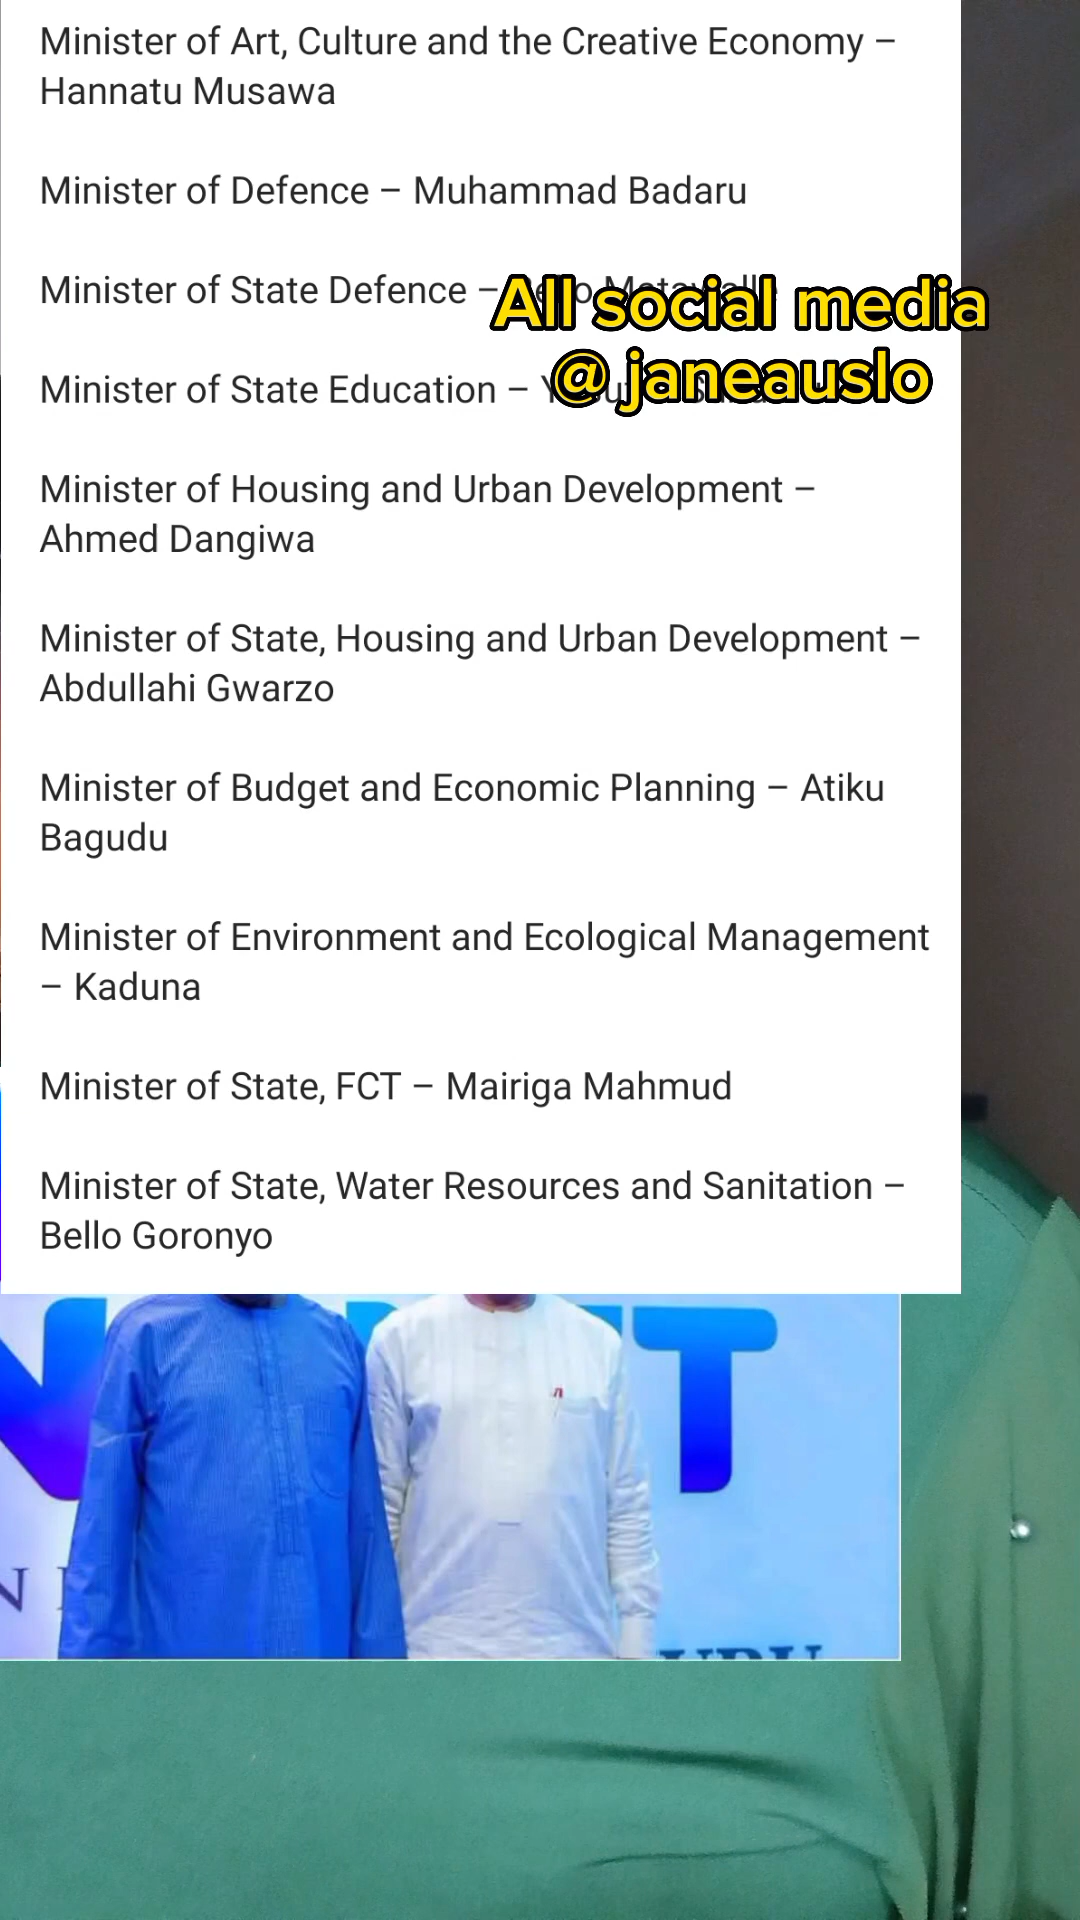 Minister of Art, Culture and the Creative Economy –
Hannatu Musawa
Minister of Defence – Muhammad Badaru
Minister of State Defence –
All social media
Minister of State Education –
@ janeauslo
Minister of Housing and Urban Development –
Ahmed Dangiwa
Minister of State, Housing and Urban Development –
Abdullahi Gwarzo
Minister of Budget and Economic Planning – Atiku
Bagudu
Minister of Environment and Ecological Management
– Kaduna
Minister of State, FCT – Mairiga Mahmud
Minister of State, Water Resources and Sanitation –
Bello Goronyo